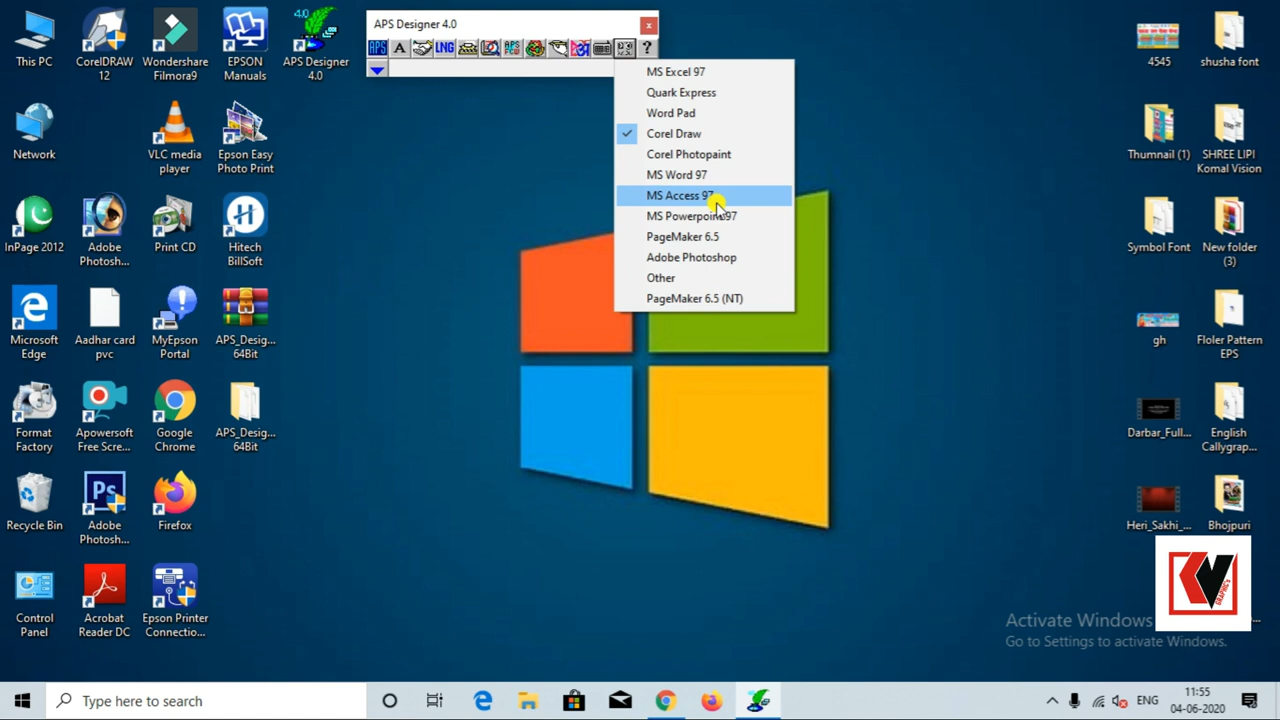 This PC
CorelDRAW
12
Wondershare
Filmora9
EPSON
Manuals
4.0
APS Designer
4.0
APS Designer 4.0
x
APS
A
LNG
?
MS Excel 97
Quark Express
Word Pad
Corel Draw
Corel Photopaint
MS Word 97
MS Access 97
MS Powerpoint 97
PageMaker 6.5
Adobe Photoshop
Other
PageMaker 6.5 (NT)
4545
shusha font
Network
VLC media
player
Epson Easy
Photo Print
Thumnail (1)
SHREE LIPI
Komal Vision
InPage 2012
Adobe
Photosh...
Print CD
Hitech
BillSoft
Symbol Font
New folder
(3)
Microsoft
Edge
Aadhar card
pvc
MyEpson
Portal
APS_Desig...
64Bit
gh
Floler Pattern
EPS
Format
Factory
Apowersoft
Free Scre...
Google
Chrome
APS_Desig...
64Bit
Darbar_Full...
English
Callygrap...
Recycle Bin
Ps
Adobe
Photosh...
Firefox
Heri_Sakhi_...
Bhojpuri
Control
Panel
Acrobat
Reader DC
Epson Printer
Connectio...
KV
GRAPHIC'S
Activate Windows
Go to Settings to activate Windows.
Type here to search
ENG
11:55
04-06-2020